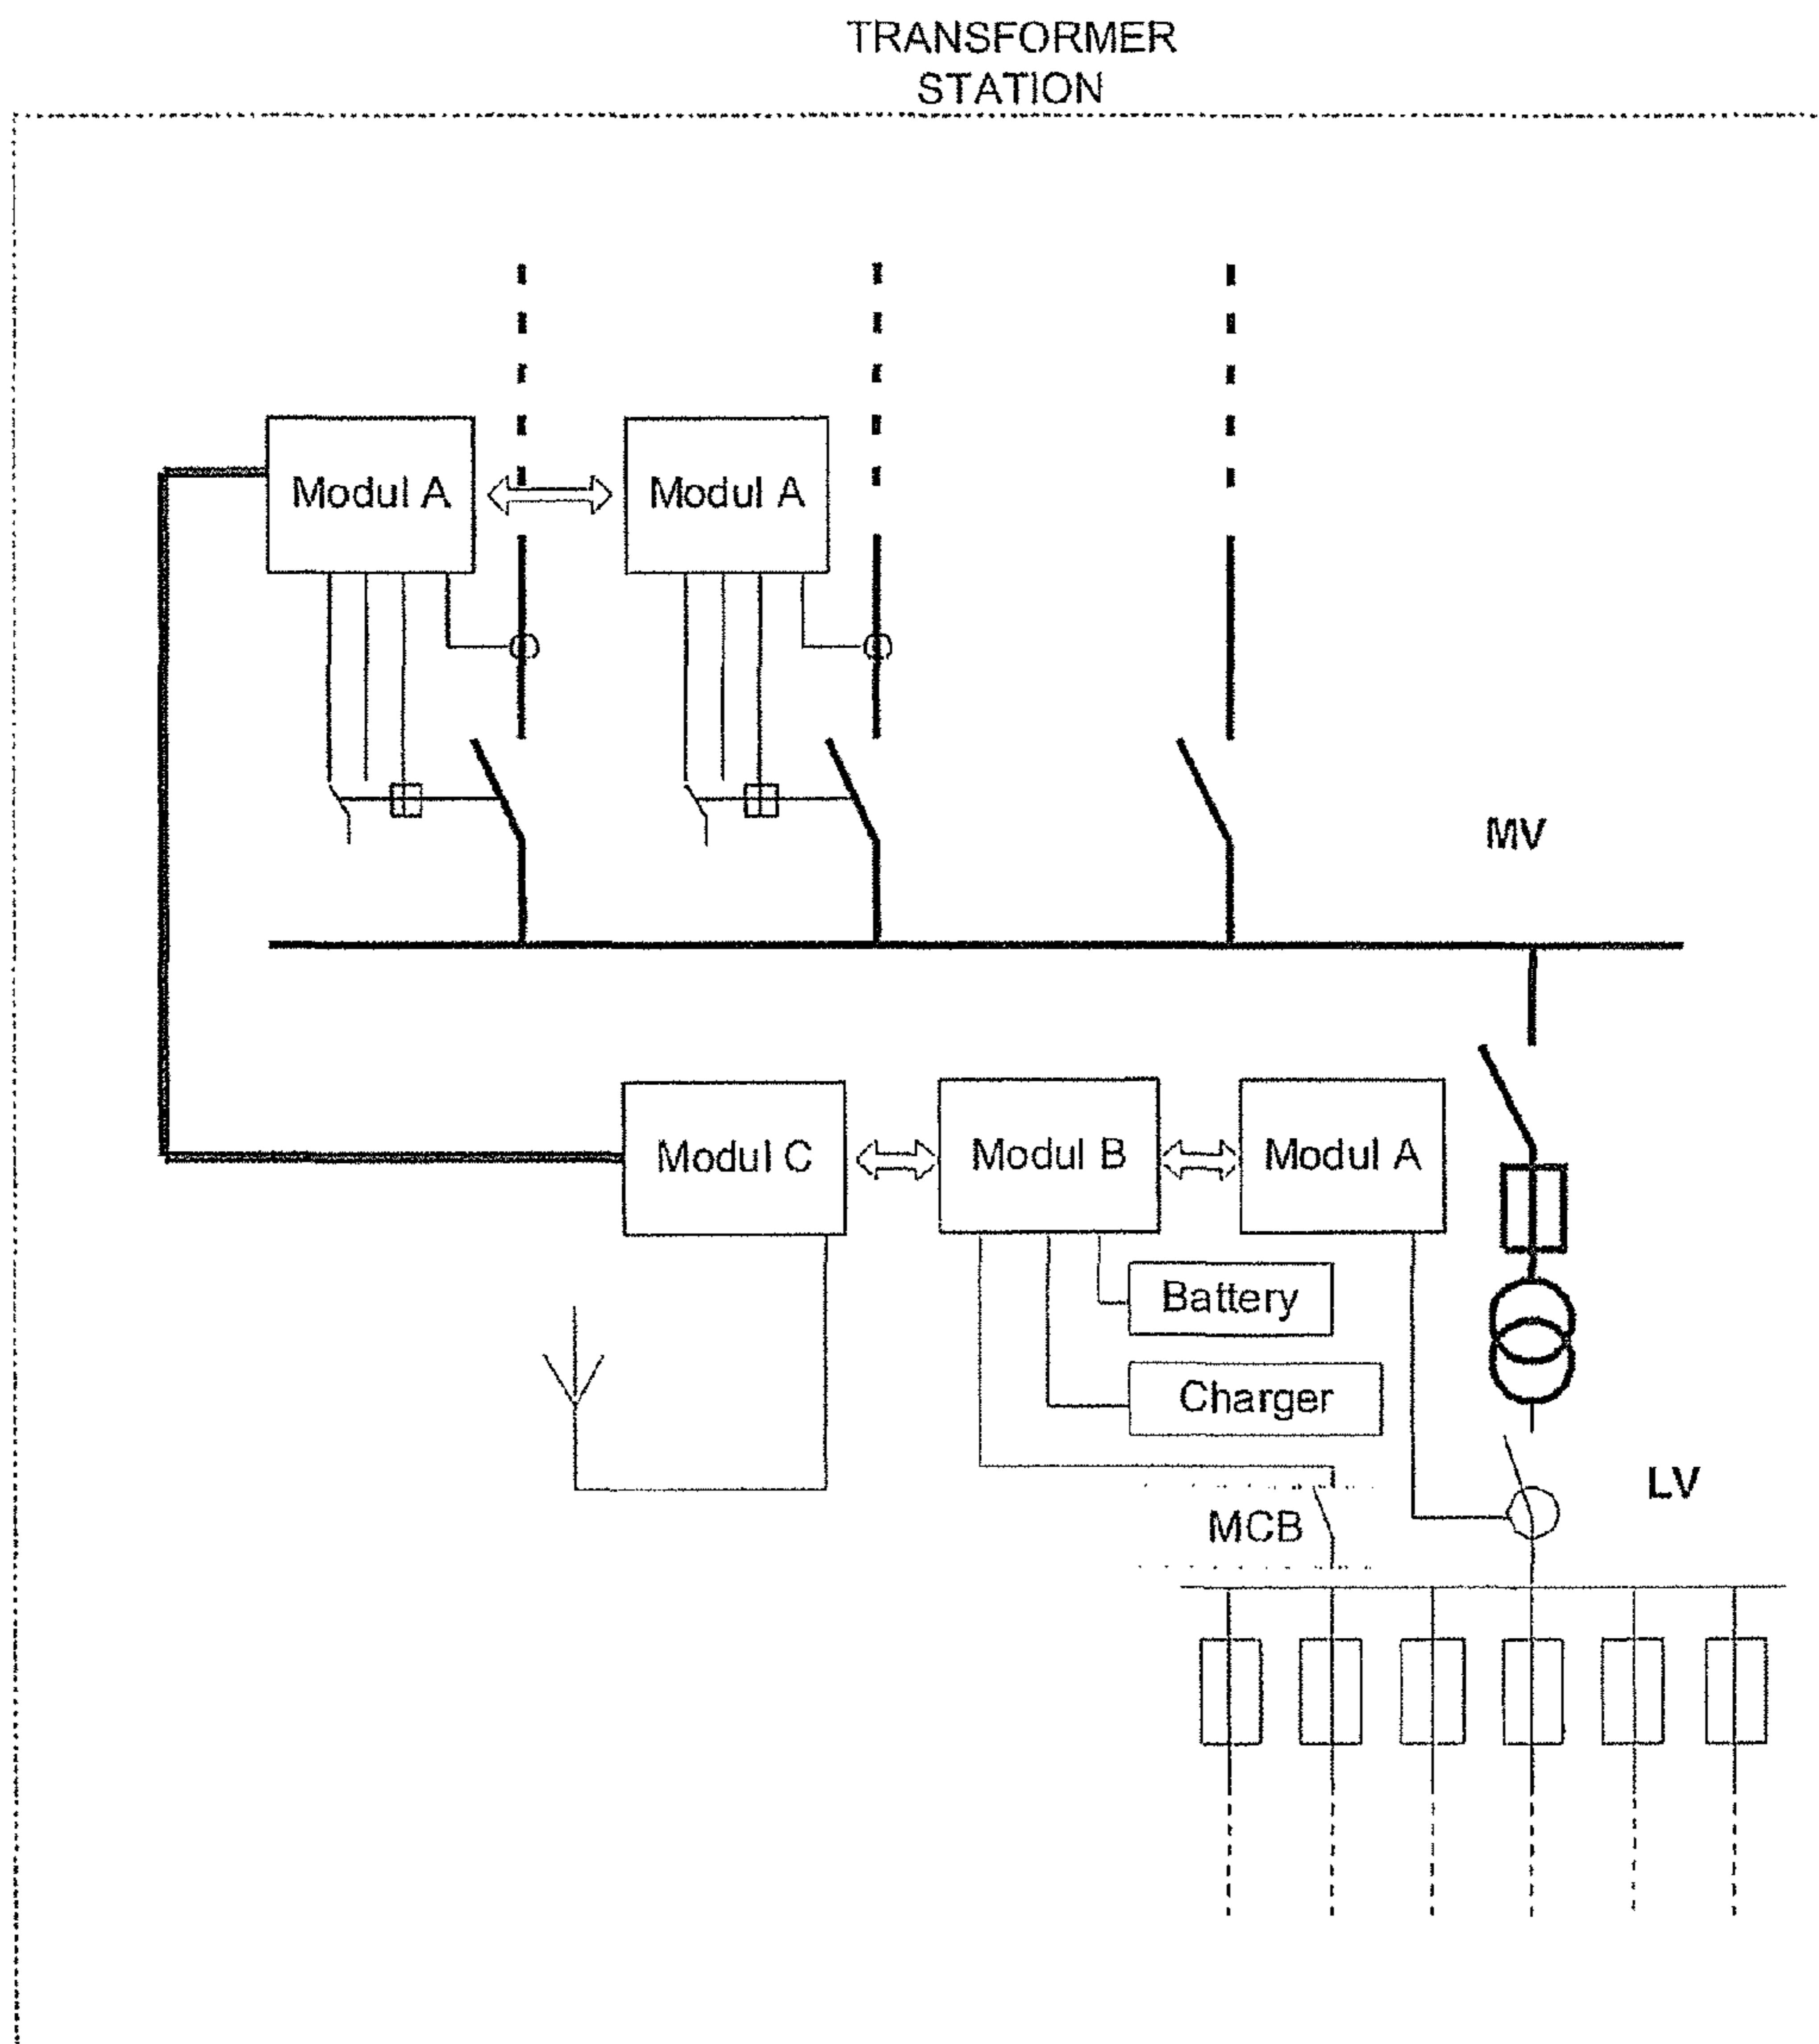 TRANSFORMER
STATION
Modul A
Modul A
MV
Modul C
Modul B
Modul A
Battery
Charger
LV
MCB